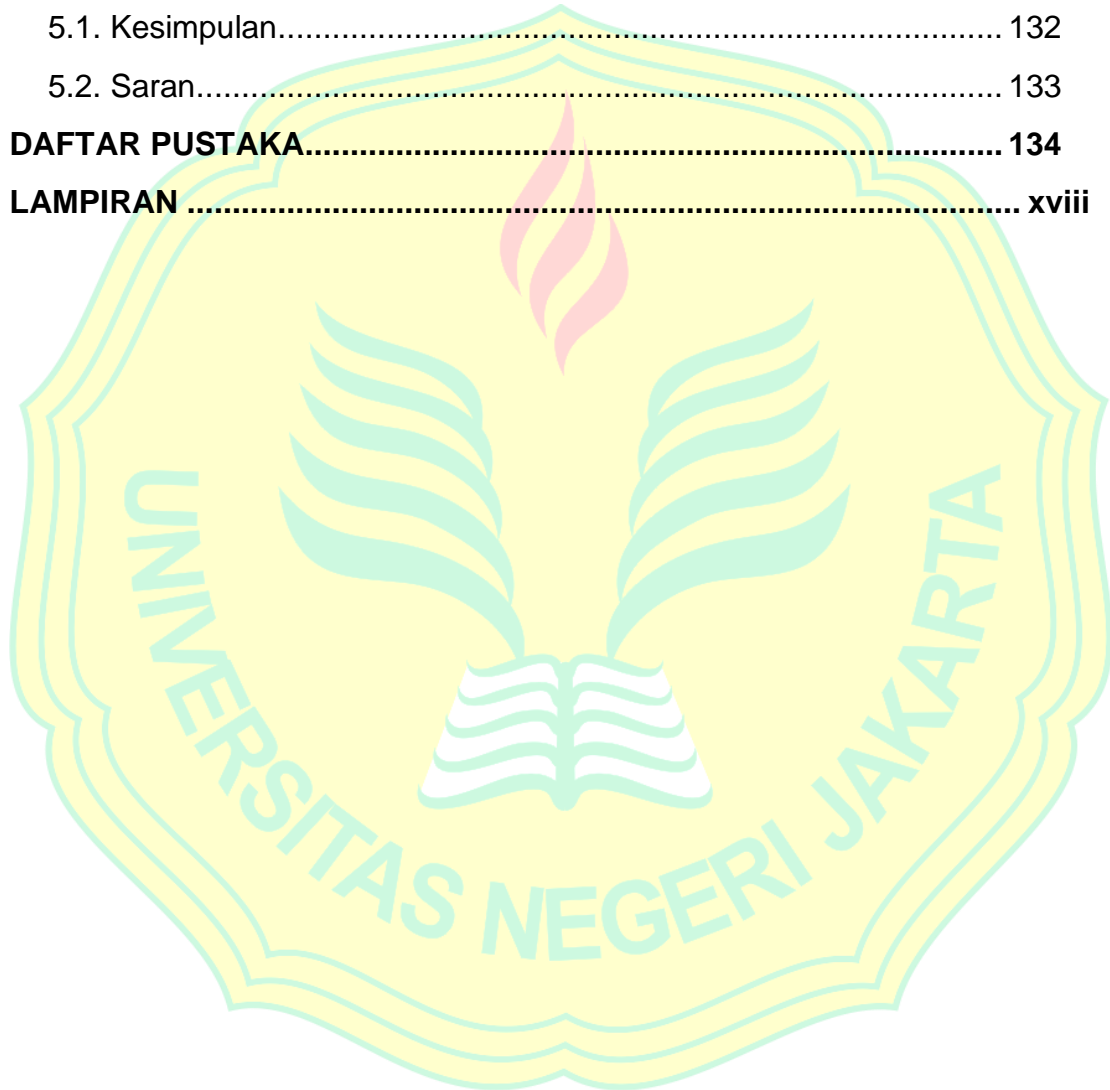 5.1. Kesimpulan................................................................................ 132
5.2. Saran......................................................................................... 133
DAFTAR PUSTAKA............................................................................. 134
LAMPIRAN ............................................................................................ xviii
UNIVERSITAS NEGERI JAKARTA